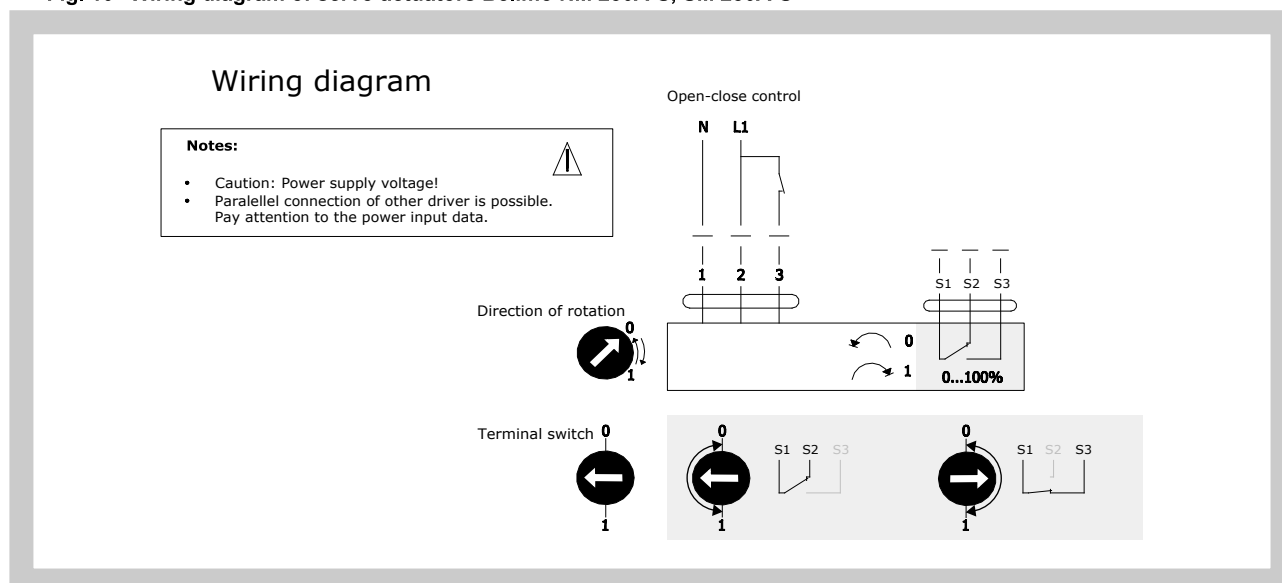 Wiring diagram
Open-close control
N L1
Notes:
• Caution: Power supply voltage!
• Paralellel connection of other driver is possible.
Pay attention to the power input data.
1 2 3
S1 S2 S3
Direction of rotation
0
1
0
1
0...100%
Terminal switch 0
1
0
1
S1 S2 S3
0
1
S1 S2 S3